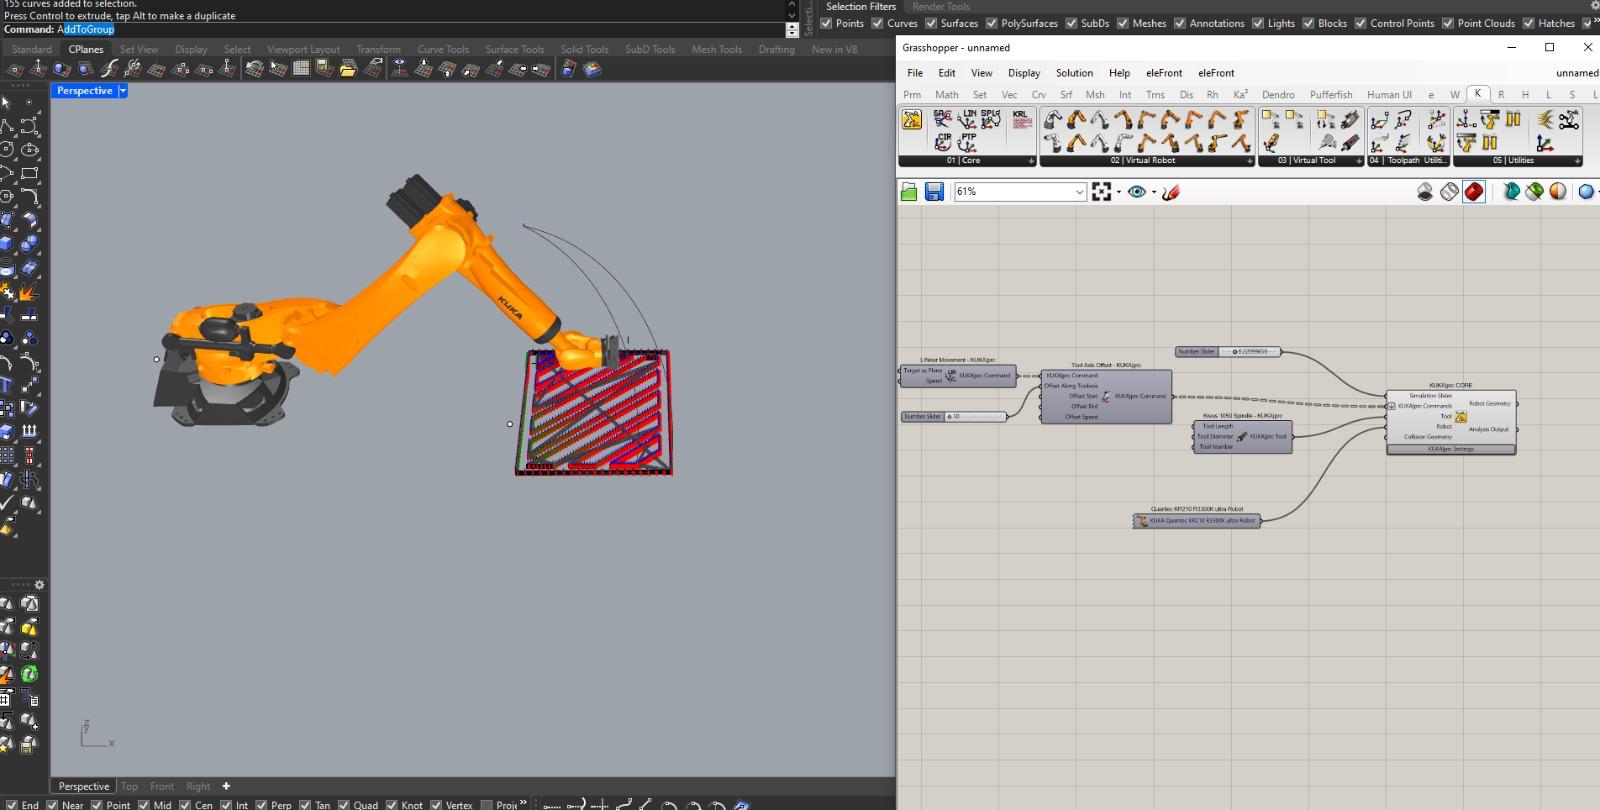 155 curves added to selection.
Press Control to extrude, tap Alt to make a duplicate
Command: AddToGroup
Standard CPlanes Set View Display Select Viewport Layout Transform Curve Tools Surface Tools Solid Tools SubD Tools Mesh Tools Drafting New in V8
Perspective
KUKA
z
y
x
Perspective Top Front Right
End Near Point Mid Cen Int Perp Tan Quad Knot Vertex Proje
Selecti...
Selection Filters Render Tools
Points Curves Surfaces PolySurfaces SubDs Meshes Annotations Lights Blocks Control Points Point Clouds Hatches
Grasshopper - unnamed
File Edit View Display Solution Help eleFront eleFront unnamed
Prm Math Set Vec Crv Srf Msh Int Trns Dis Rh Ka² Dendro Pufferfish Human UI e W K R H L S L
LIN SPL KRL
CIR PTP
01 | Core 02 | Virtual Robot 03 | Virtual Tool 04 | Toolpath Utiliti... 05 | Utilities
61%
LINear Movement - KUKA|prc
Target as Plane
Speed
KUKA|prc Command
Number Slider 10
Tool Axis Offset - KUKA|prc
KUKA|prc Command
Offset Along Toolaxis
Offset Start
Offset End
Offset Speed
KUKA|prc Command
Number Slider
Kress 1050 Spindle - KUKA|prc
Tool Length
Tool Diameter
Tool Number
KUKA|prc Tool
Quantec KR210 R3300K ultra Robot
KUKA Quantec KR210 R3300K ultra Robot
KUKA|prc CORE
Simulation Slider
KUKA|prc Commands
Tool
Robot
Collision Geometry
Robot Geometry
Analysis Output
KUKA|prc Settings